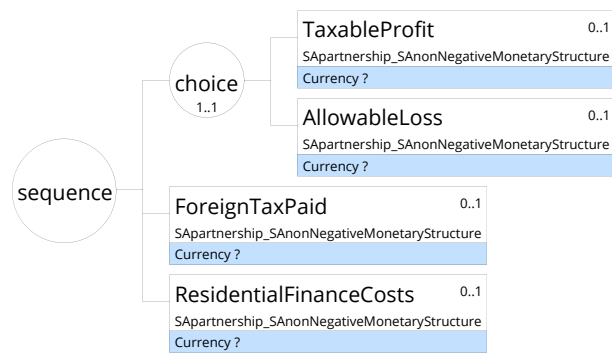 TaxableProfit 0..1
SApartnership_SAnonNegativeMonetaryStructure
Currency ?
choice
1..1
AllowableLoss 0..1
SApartnership_SAnonNegativeMonetaryStructure
Currency ?
sequence
ForeignTaxPaid 0..1
SApartnership_SAnonNegativeMonetaryStructure
Currency ?
ResidentialFinanceCosts 0..1
SApartnership_SAnonNegativeMonetaryStructure
Currency ?